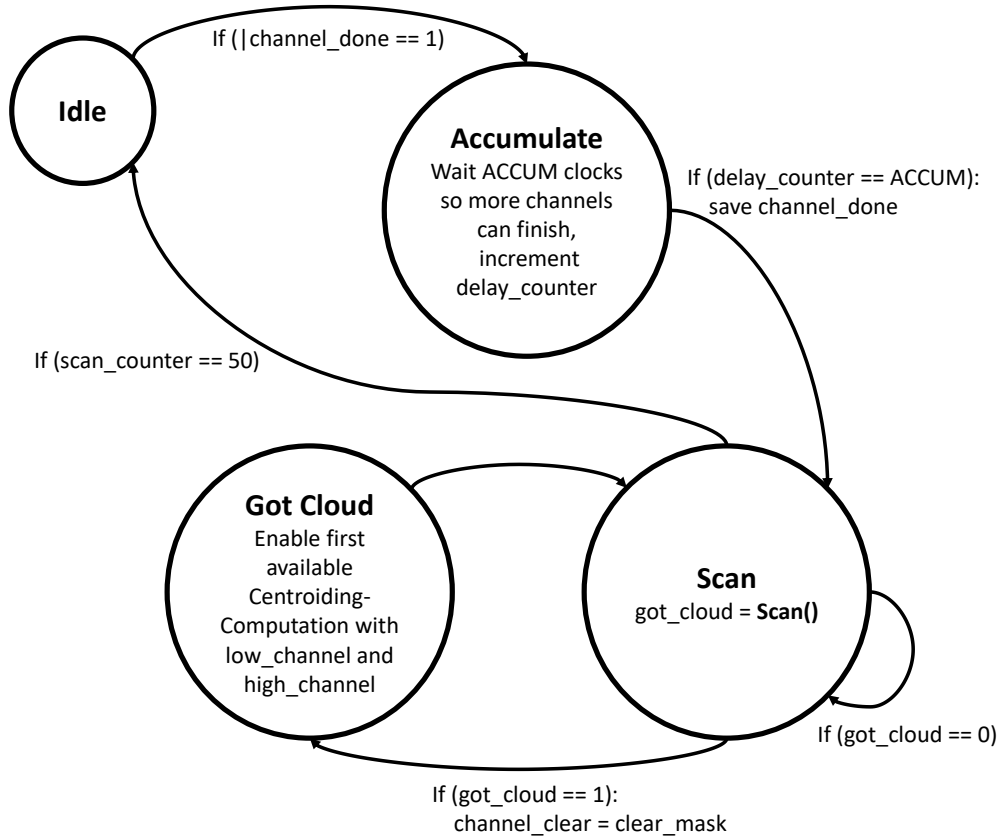 If (|channel_done == 1)
Idle
Accumulate
Wait ACCUM clocks
so more channels
can finish,
increment
delay_counter
If (delay_counter == ACCUM):
save channel_done
If (scan_counter == 50)
Got Cloud
Enable first
available
Centroiding-
Computation with
low_channel and
high_channel
Scan
got_cloud = Scan()
If (got_cloud == 0)
If (got_cloud == 1):
channel_clear = clear_mask